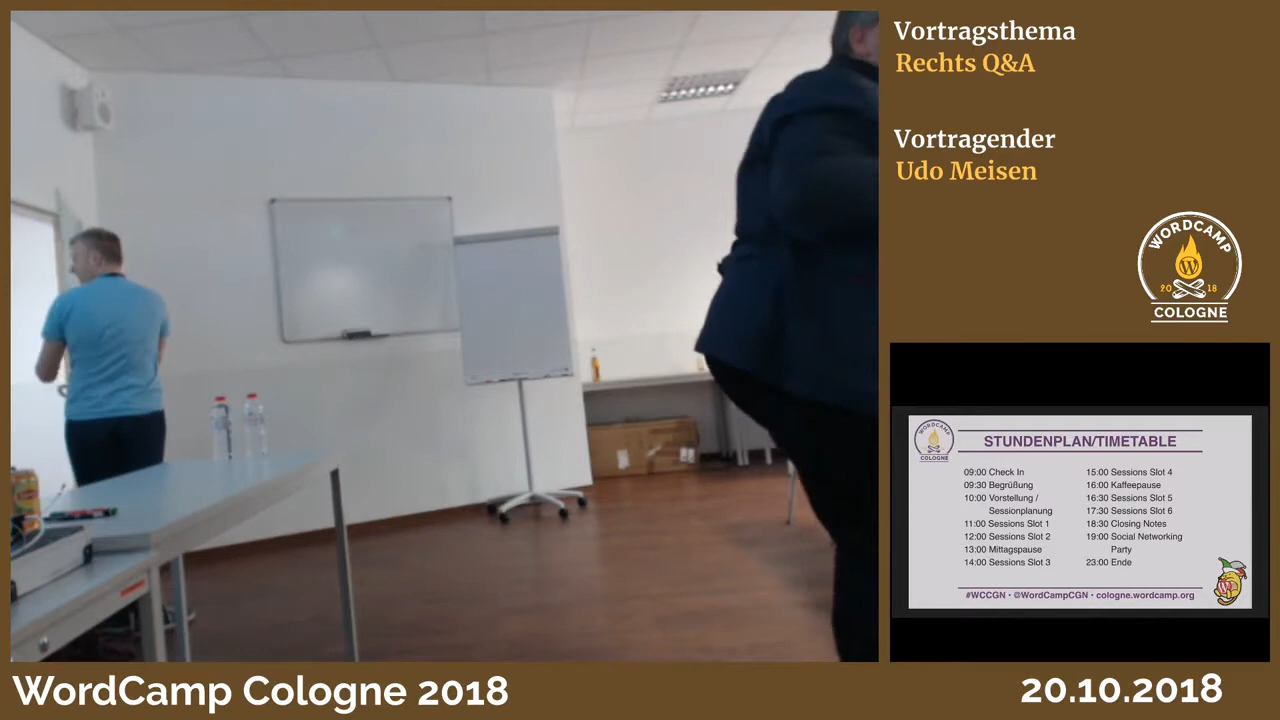 Vortragsthema
Rechts Q&A
Vortragender
Udo Meisen
WORDCAMP
2018
COLOGNE
WORDCAMP
COLOGNE
STUNDENPLAN/TIMETABLE
09:00 Check In
09:30 Begrüßung
10:00 Vorstellung /
Sessionplanung
11:00 Sessions Slot 1
12:00 Sessions Slot 2
13:00 Mittagspause
14:00 Sessions Slot 3
15:00 Sessions Slot 4
16:00 Kaffeepause
16:30 Sessions Slot 5
17:30 Sessions Slot 6
18:30 Closing Notes
19:00 Social Networking
Party
23:00 Ende
#WCCGN • @WordCampCGN • cologne.wordcamp.org
WordCamp Cologne 2018
20.10.2018